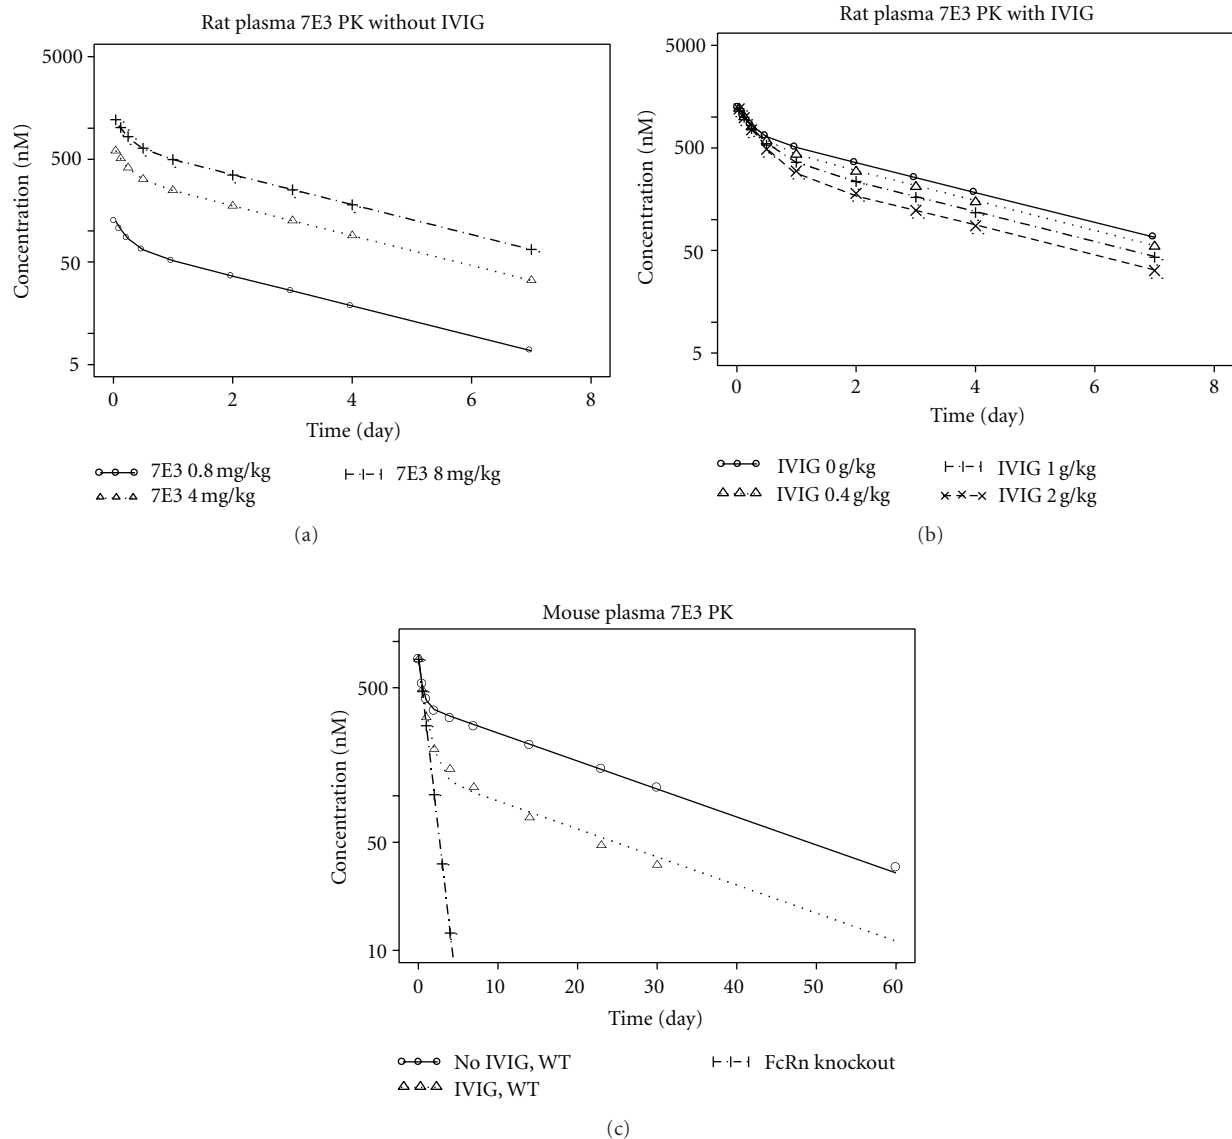 Rat plasma 7E3 PK without IVIG
5000
500
50
5
Concentration (nM)
0 2 4 6 8
Time (day)
7E3 0.8 mg/kg
7E3 8 mg/kg
7E3 4 mg/kg
(a)
Rat plasma 7E3 PK with IVIG
5000
500
50
5
Concentration (nM)
0 2 4 6 8
Time (day)
IVIG 0 g/kg
IVIG 1 g/kg
IVIG 0.4 g/kg
IVIG 2 g/kg
(b)
Mouse plasma 7E3 PK
500
50
10
Concentration (nM)
0 10 20 30 40 50 60
Time (day)
No IVIG, WT
FcRn knockout
IVIG, WT
(c)